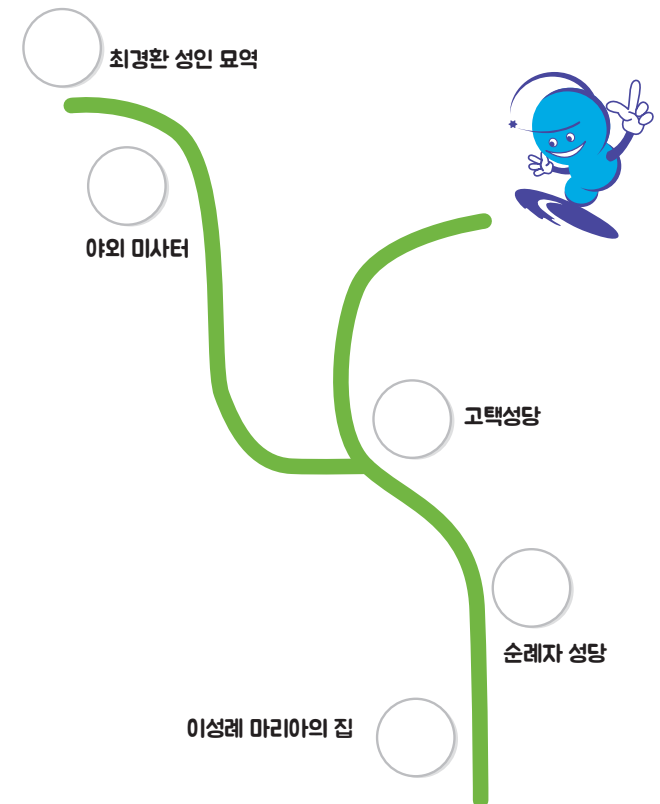 최경환 성인 묘역
야외 미사터
고택성당
순례자 성당
이성례 마리아의 집